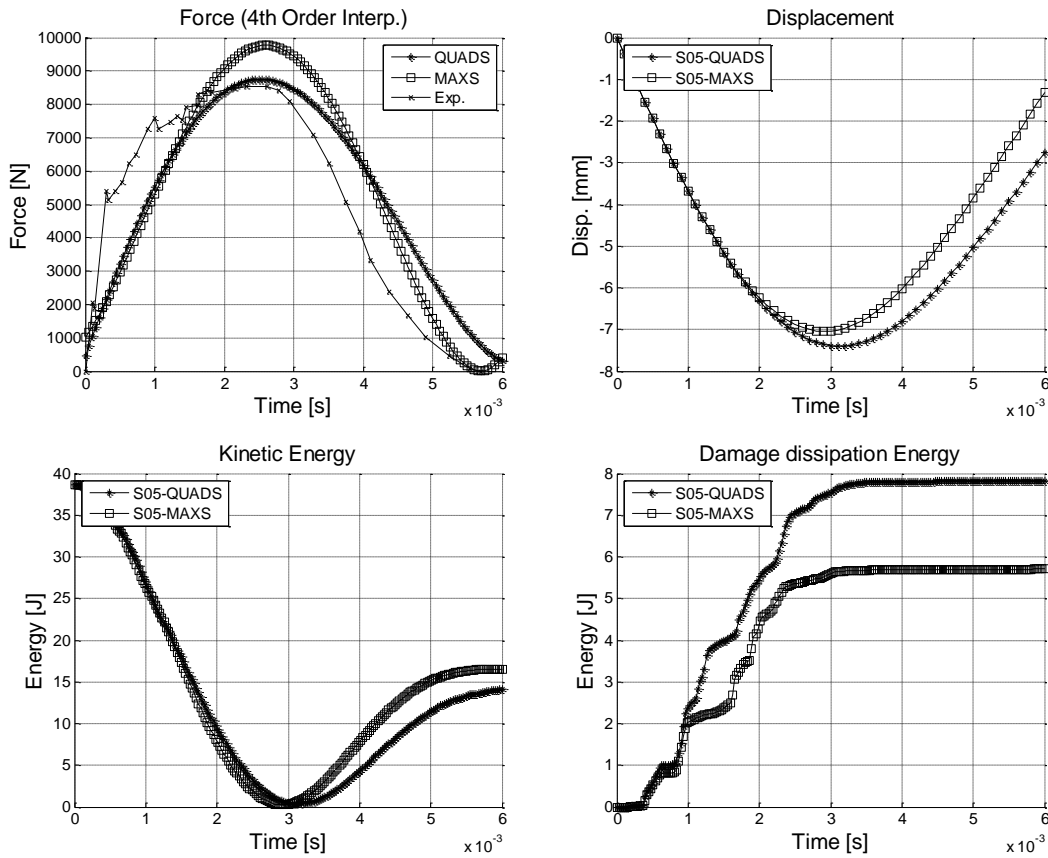 Force (4th Order Interp.)
10000
9000
8000
7000
6000
5000
4000
3000
2000
1000
0
Force [N]
QUADS
MAXS
Exp.
0 1 2 3 4 5 6
Time [s]
x 10-3
Displacement
0
-1
-2
-3
-4
-5
-6
-7
-8
Disp. [mm]
S05-QUADS
S05-MAXS
0 1 2 3 4 5 6
Time [s]
x 10-3
Kinetic Energy
40
35
30
25
20
15
10
5
0
Energy [J]
S05-QUADS
S05-MAXS
0 1 2 3 4 5 6
Time [s]
x 10-3
Damage dissipation Energy
8
7
6
5
4
3
2
1
0
Energy [J]
S05-QUADS
S05-MAXS
0 1 2 3 4 5 6
Time [s]
x 10-3